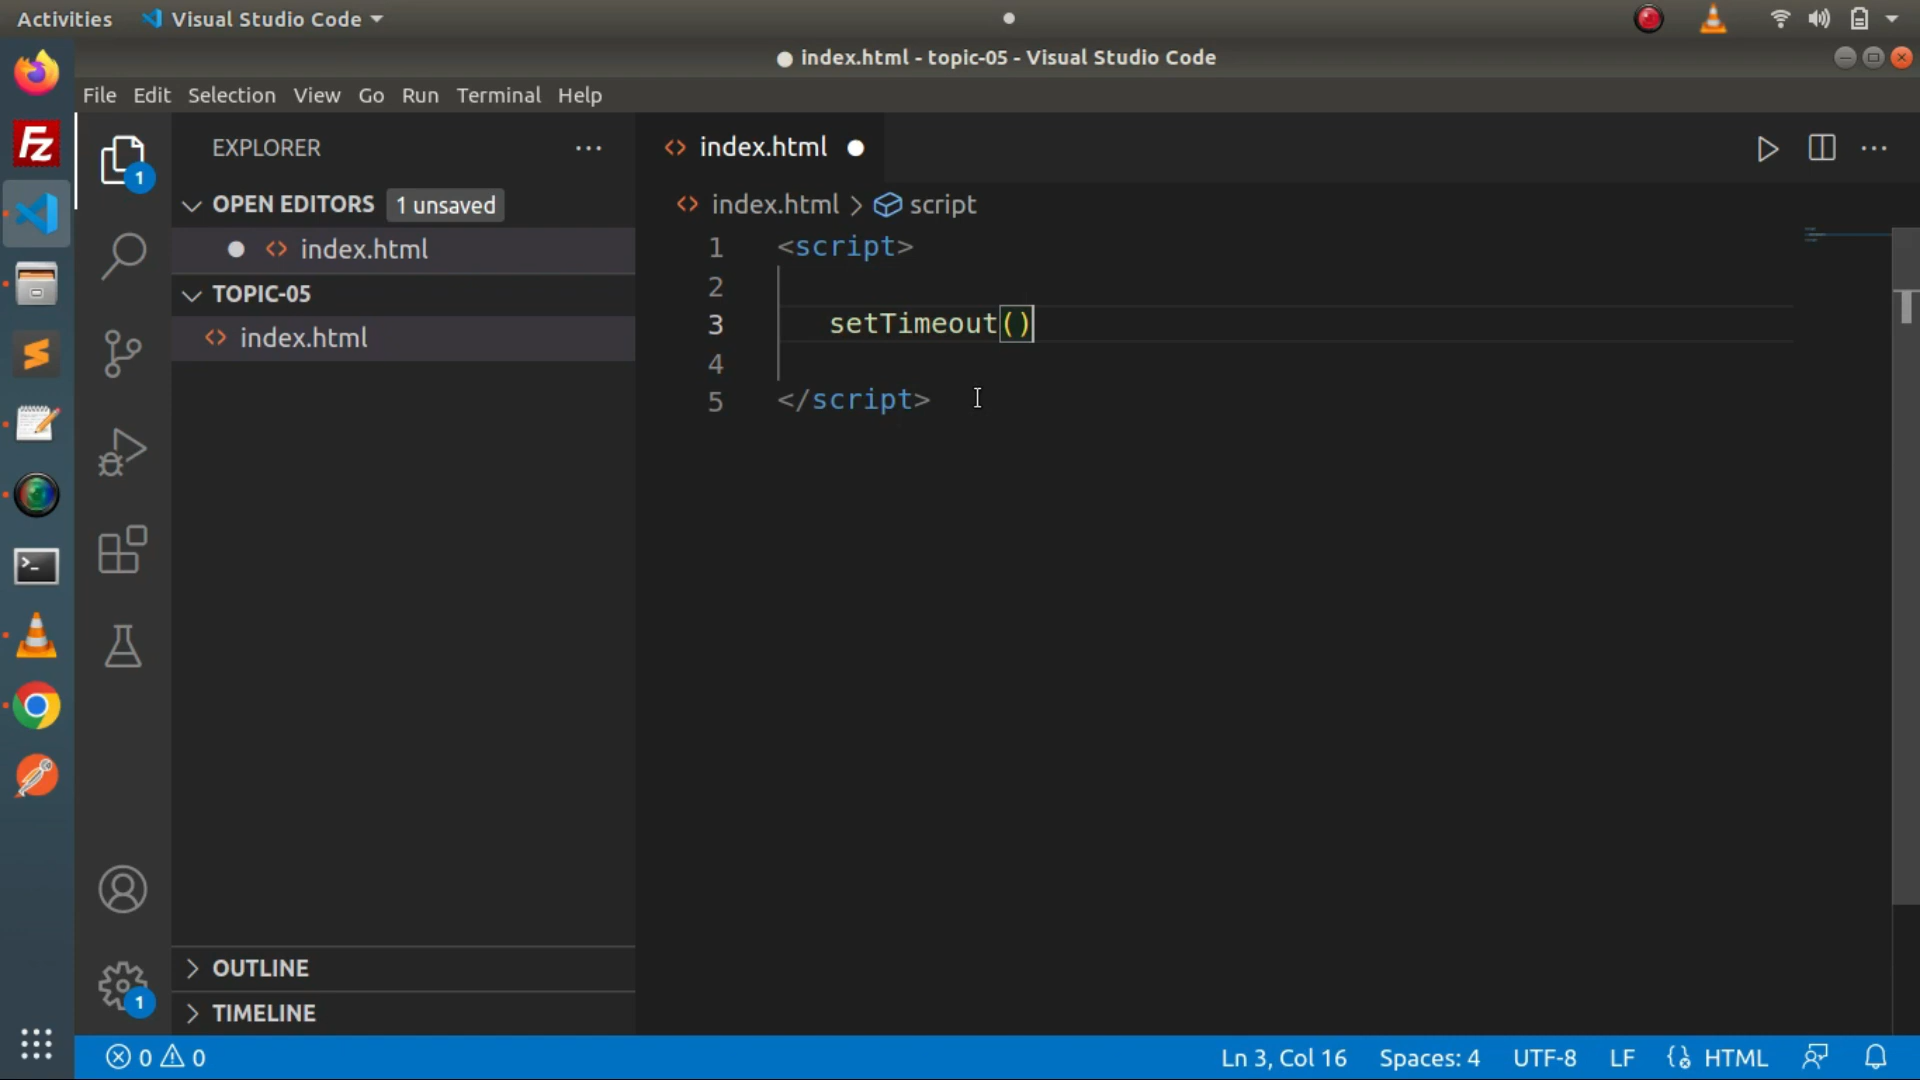 Activities Visual Studio Code
index.html - topic-05 - Visual Studio Code
File Edit Selection View Go Run Terminal Help
EXPLORER
OPEN EDITORS 1 unsaved
index.html
TOPIC-05
index.html
OUTLINE
TIMELINE
1
1
index.html
index.html > script
1 <script>
2
3 setTimeout()
4
5 </script>
0 0
Ln 3, Col 16 Spaces: 4 UTF-8 LF HTML
Fz